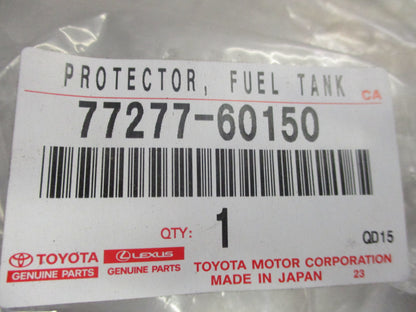 PROTECTOR, FUEL TANK CA
77277-60150
QTY: 1 QD15
TOYOTA LEXUS TOYOTA MOTOR CORPORATION
GENUINE PARTS GENUINE PARTS MADE IN JAPAN 23